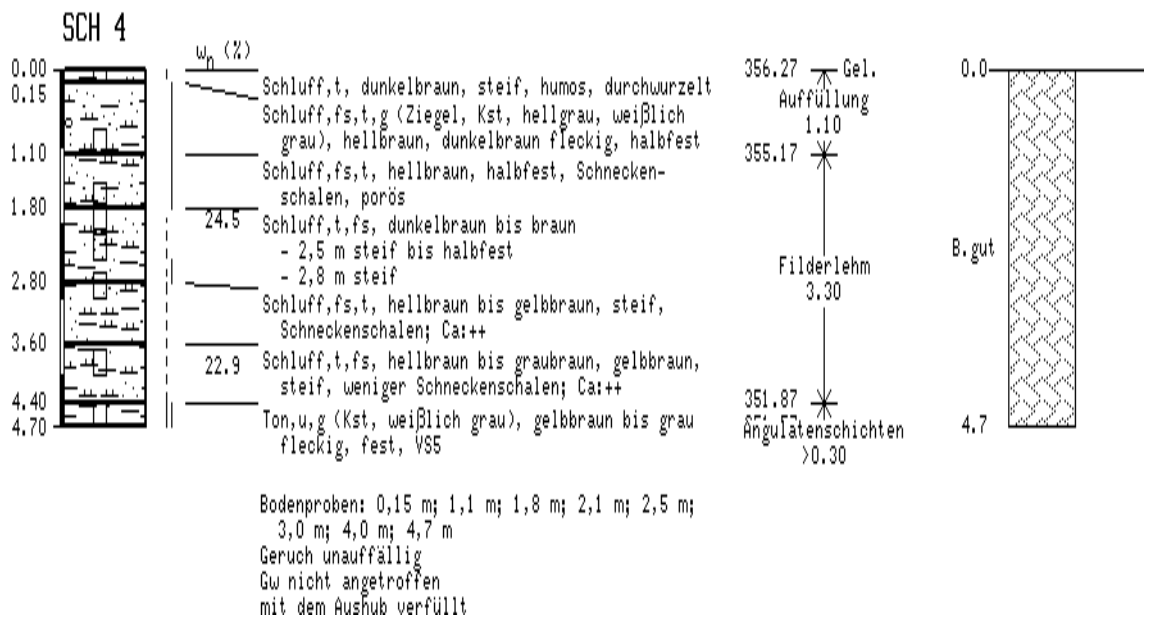 SCH 4
w_n (%)
0.00
0.15
1.10
1.80
2.80
3.60
4.40
4.70
24.5
22.9
Schluff,t, dunkelbraun, steif, humos, durchwurzelt
Schluff,fs,t,g (Ziegel, Kst, hellgrau, weißlich
grau), hellbraun, dunkelbraun fleckig, halbfest
Schluff,fs,t, hellbraun, halbfest, Schnecken-
schalen, porös
Schluff,t,fs, dunkelbraun bis braun
- 2,5 m steif bis halbfest
- 2,8 m steif
Schluff,fs,t, hellbraun bis gelbbraun, steif,
Schneckenschalen; Ca:++
Schluff,t,fs, hellbraun bis graubraun, gelbbraun,
steif, weniger Schneckenschalen; Ca:++
Ton,u,g (Kst, weißlich grau), gelbbraun bis grau
fleckig, fest, VS5
Bodenproben: 0,15 m; 1,1 m; 1,8 m; 2,1 m; 2,5 m;
3,0 m; 4,0 m; 4,7 m
Geruch unauffällig
Gw nicht angetroffen
mit dem Aushub verfüllt
356.27 Gel.
Auffüllung
1.10
355.17
Filderlehm
3.30
351.87
Angulatenschichten
>0.30
0.0
B.gut
4.7